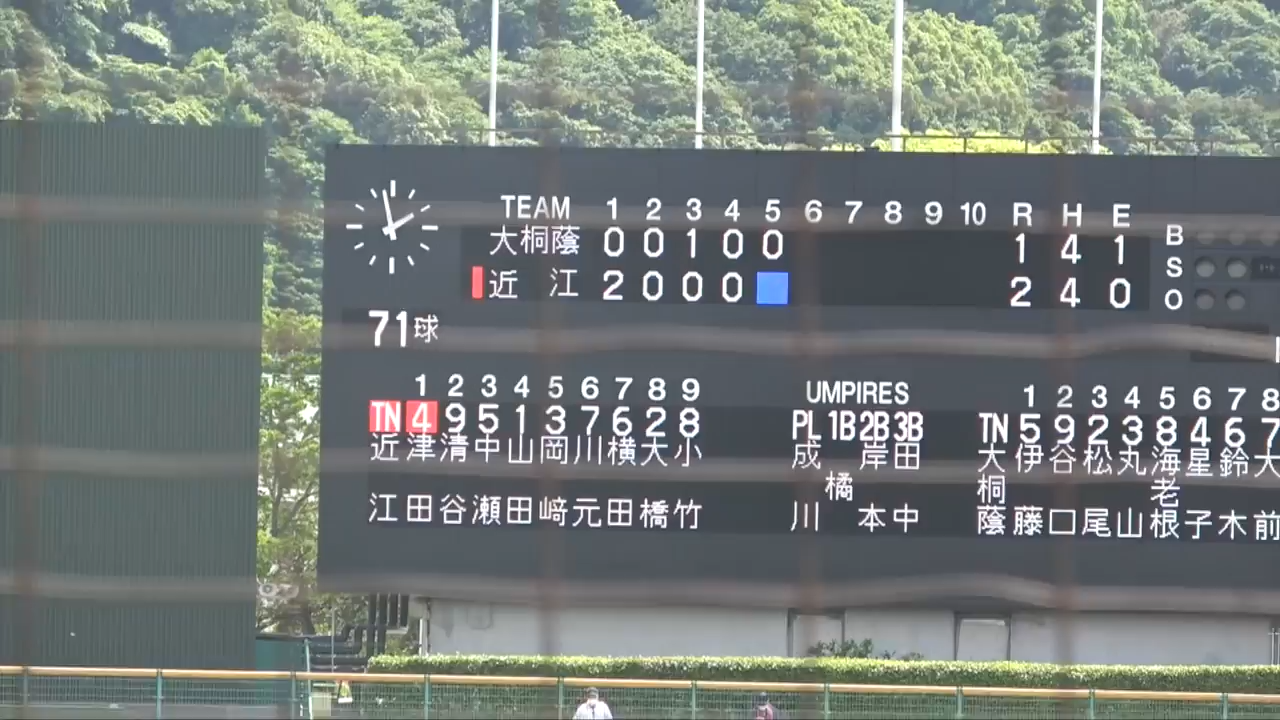 TEAM 1 2 3 4 5 6 7 8 9 10 R H E
大桐蔭 0 0 1 0 0 1 4 1
近江 2 0 0 0 2 4 0
B
S
O
71球
1 2 3 4 5 6 7 8 9
TN 4 9 5 1 3 7 6 2 8
近江 津田 清谷 中瀬 山田 岡﨑 川元 横田 大橋 小竹
UMPIRES
PL 1B 2B 3B
成川 橘 岸本 田中
1 2 3 4 5 6 7 8
TN 5 9 2 3 8 4 6 7
大桐蔭 伊藤 谷口 松尾 丸山 海老根 星子 鈴木 大前